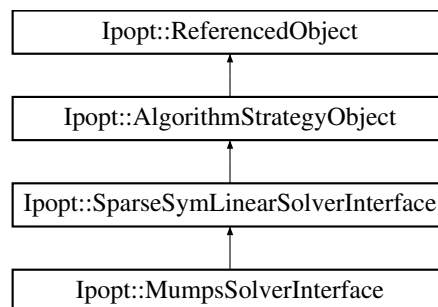 Ipopt::ReferencedObject
Ipopt::AlgorithmStrategyObject
Ipopt::SparseSymLinearSolverInterface
Ipopt::MumpsSolverInterface